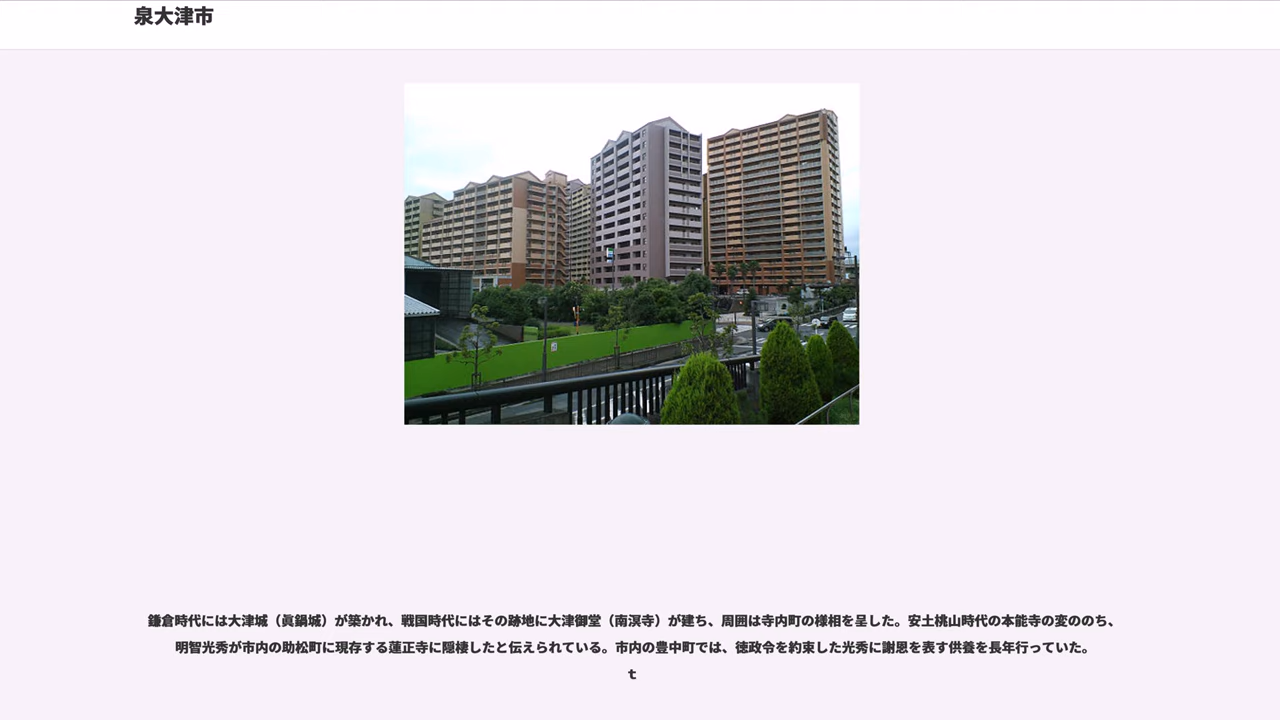 泉大津市
鎌倉時代には大津城（眞鍋城）が築かれ、戦国時代にはその跡地に大津御堂（南溟寺）が建ち、周囲は寺内町の様相を呈した。安土桃山時代の本能寺の変ののち、
明智光秀が市内の助松町に現存する蓮正寺に隠棲したと伝えられている。市内の豊中町では、徳政令を約束した光秀に謝恩を表す供養を長年行っていた。
t